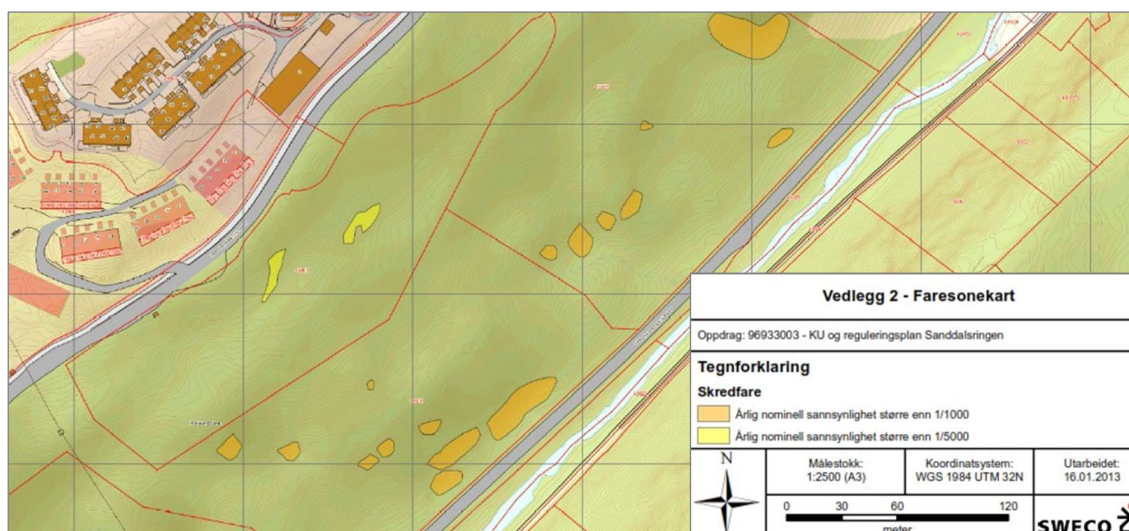 Vedlegg 2 - Faresonekart
Oppdrag: 96933003 - KU og reguleringsplan Sanddalsringen
Tegnforklaring
Skredfare
Årlig nominell sannsynlighet større enn 1/1000
Årlig nominell sannsynlighet større enn 1/5000
N
Målestokk:
1:2500 (A3)
Koordinatsystem:
WGS 1984 UTM 32N
Utarbeidet:
16.01.2013
0 30 60 120
meter
SWECO